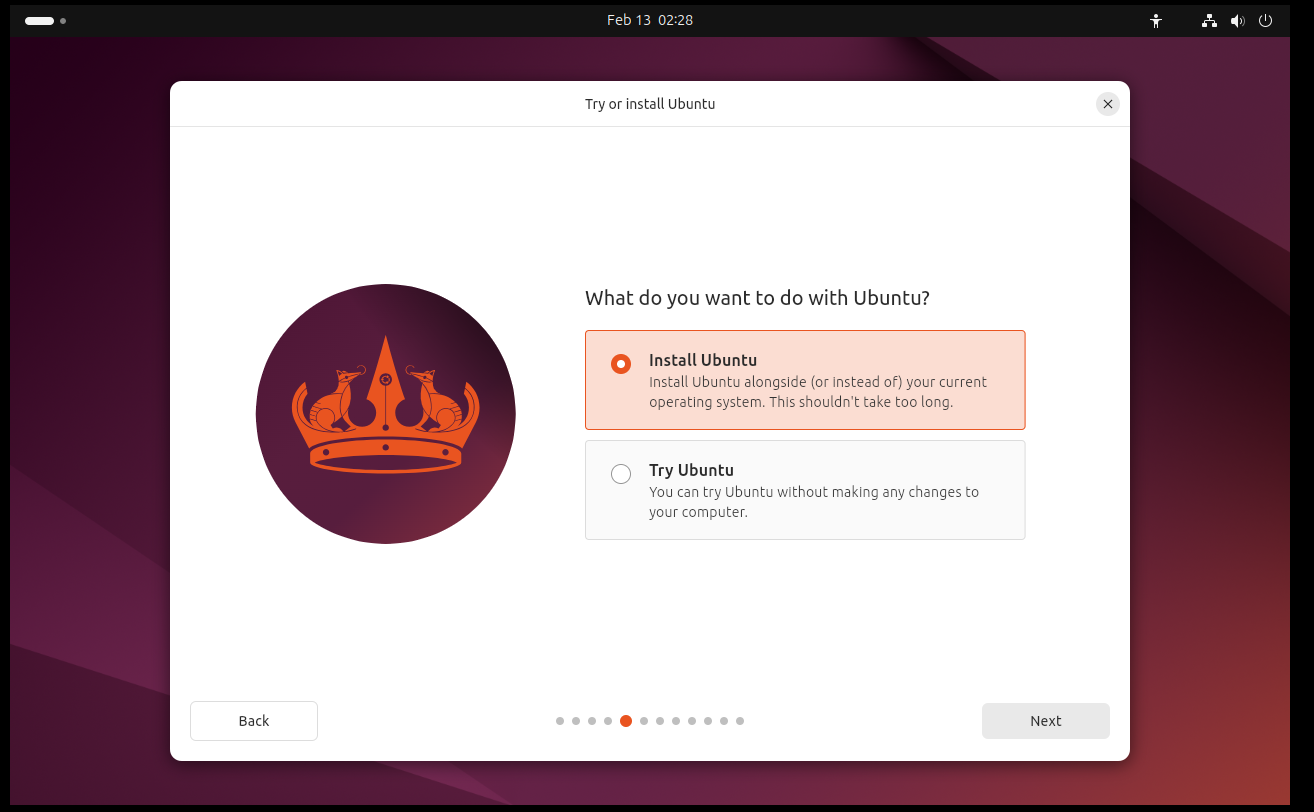 Feb 13 02:28
Try or install Ubuntu
What do you want to do with Ubuntu?
Install Ubuntu
Install Ubuntu alongside (or instead of) your current
operating system. This shouldn't take too long.
Try Ubuntu
You can try Ubuntu without making any changes to
your computer.
Back
Next